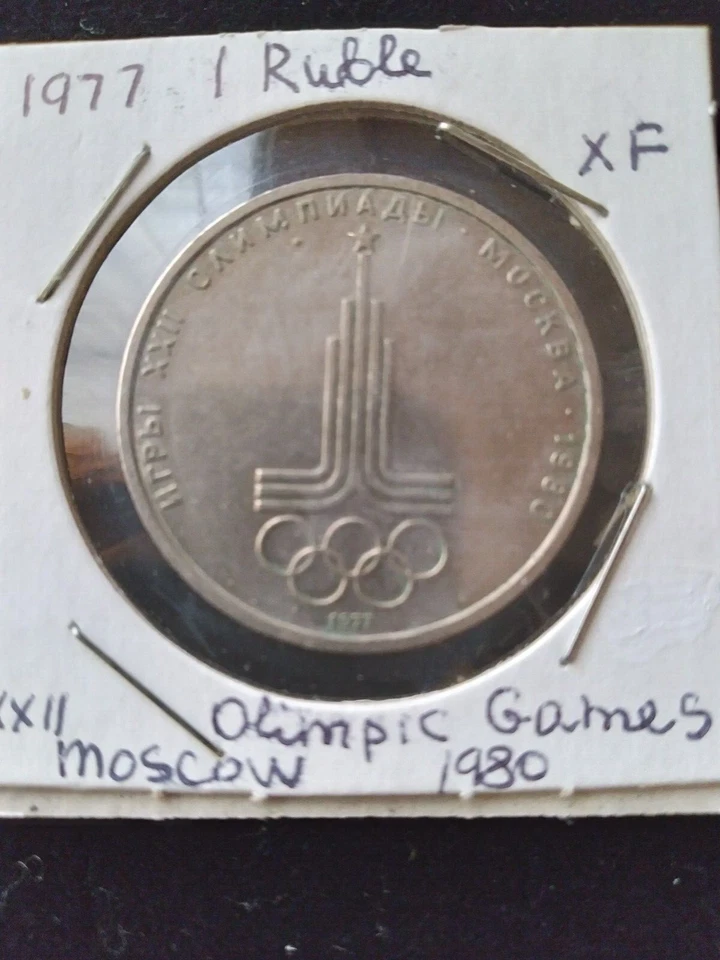 1977 1 Ruble
XF
ИГРЫ XXII ОЛИМПИАДЫ · МОСКВА · 1980
1977
XXII Olimpic Games
Moscow 1980